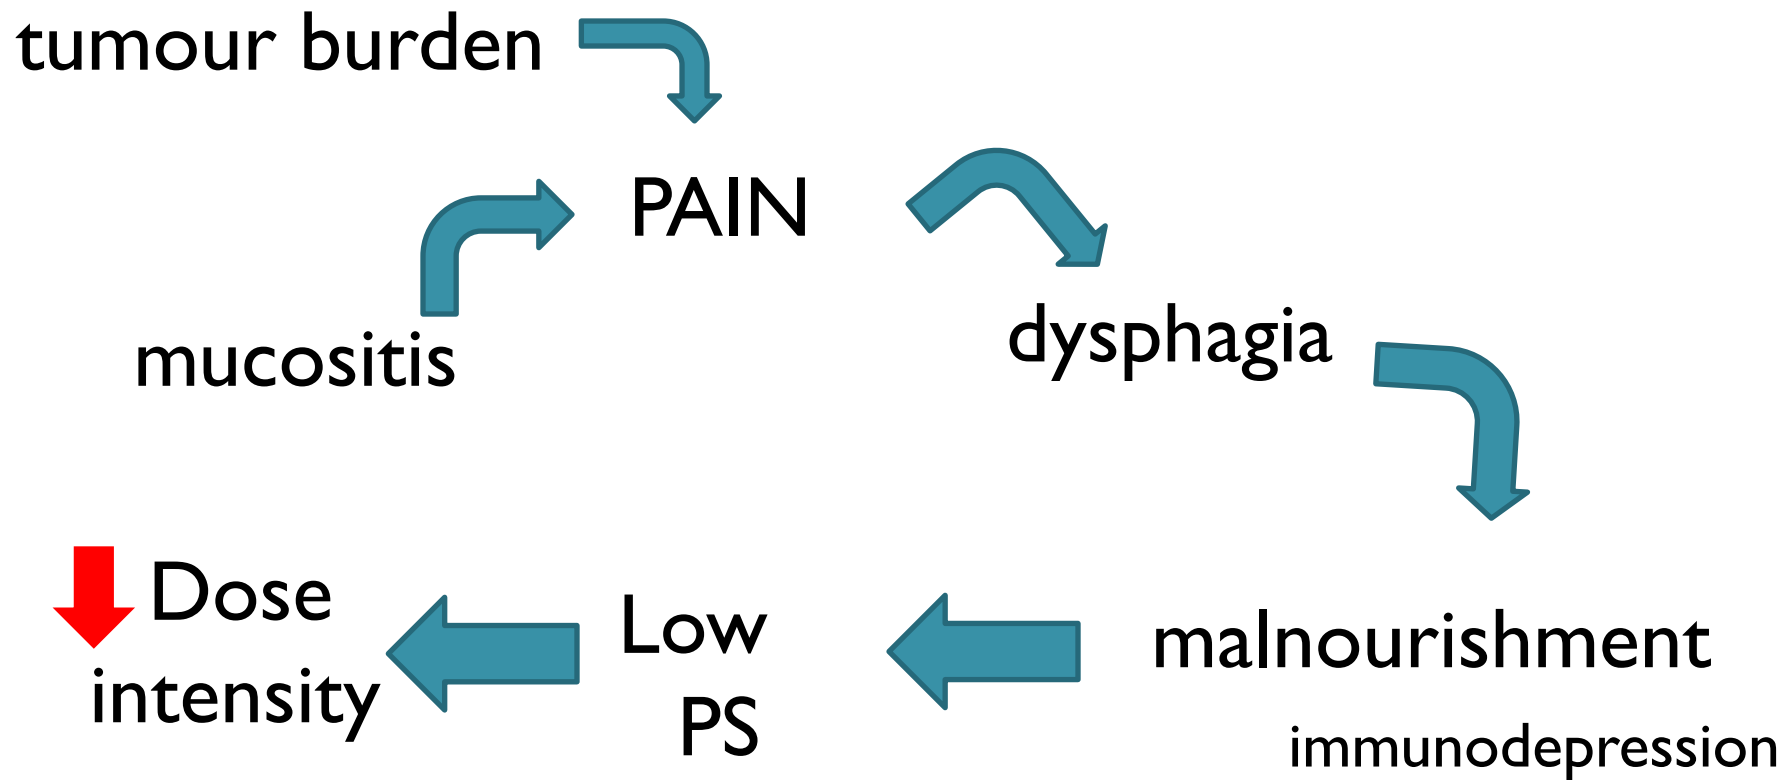 tumour burden
PAIN
mucositis
dysphagia
malnourishment
immunodepression
Low
PS
Dose
intensity